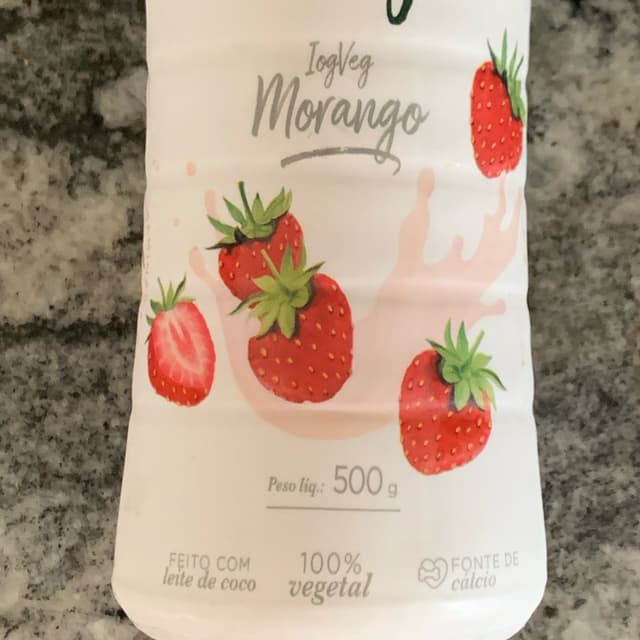 IogVeg
Morango
Peso líq.: 500 g
FEITO COM
leite de coco
100%
vegetal
FONTE DE
cálcio